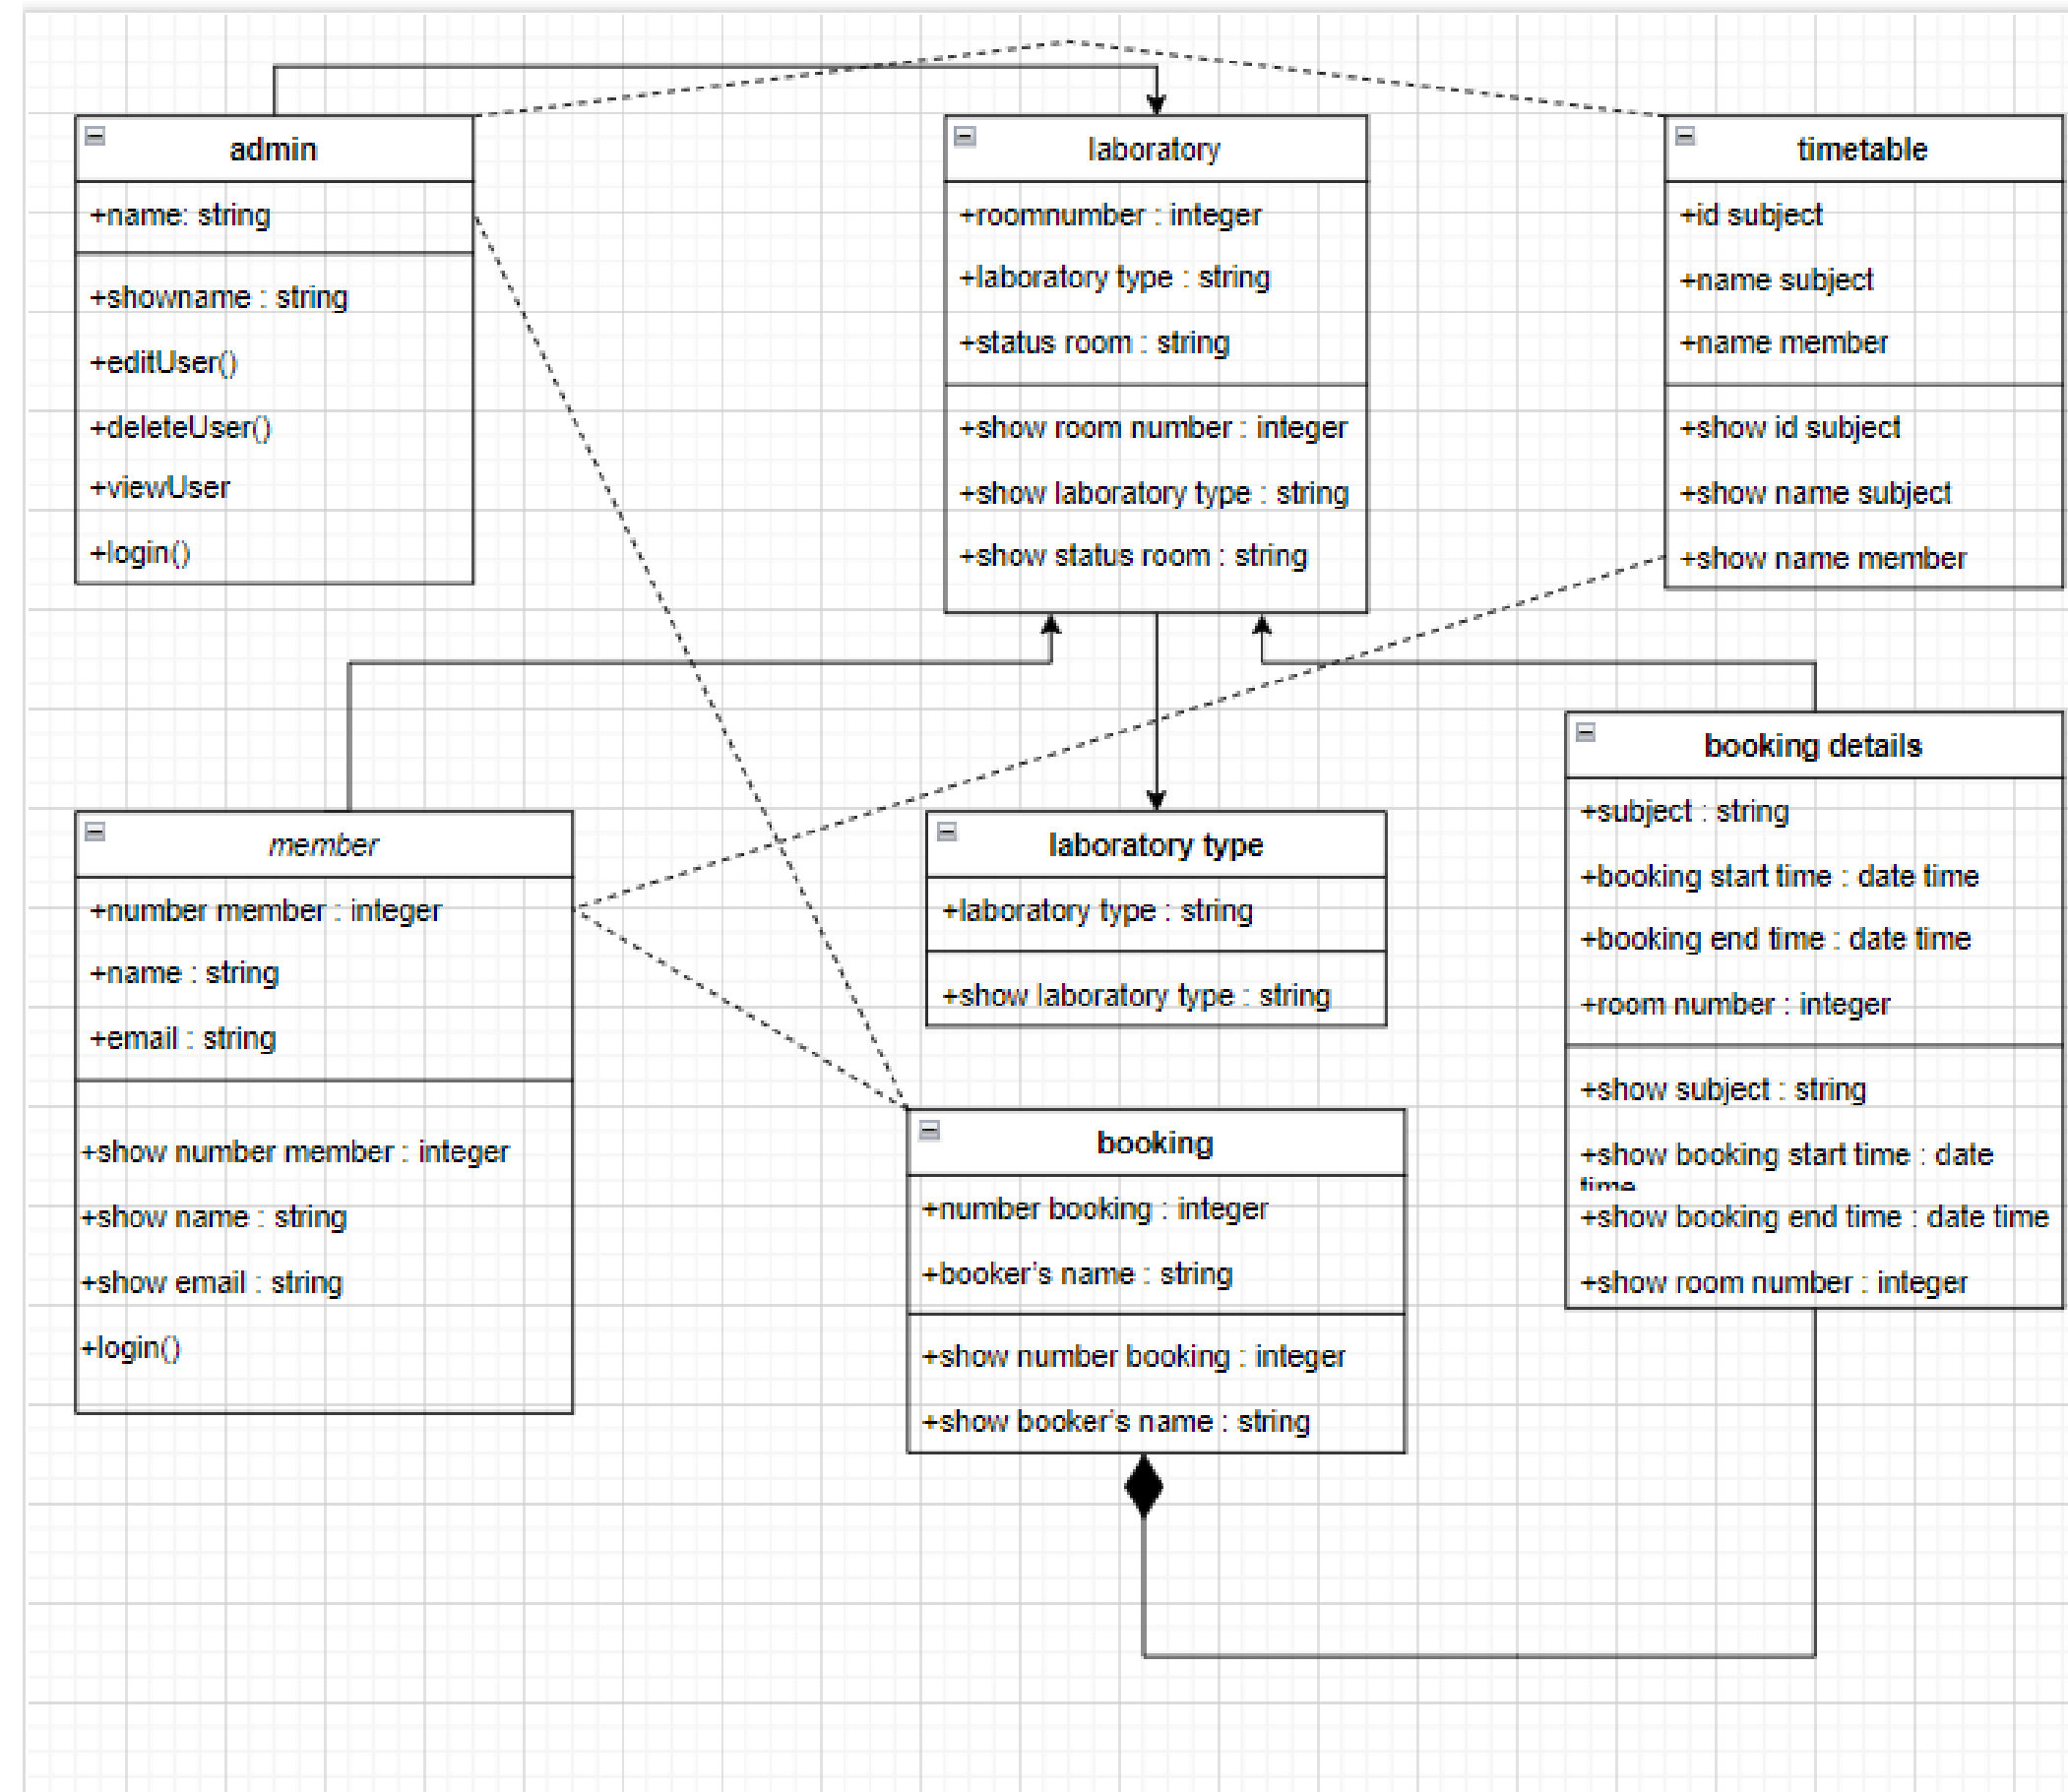 admin
+name: string
+showname : string
+editUser()
+deleteUser()
+viewUser
+login()
laboratory
+roomnumber : integer
+laboratory type : string
+status room : string
+show room number : integer
+show laboratory type : string
+show status room : string
timetable
+id subject
+name subject
+name member
+show id subject
+show name subject
+show name member
member
+number member : integer
+name : string
+email : string
+show number member : integer
+show name : string
+show email : string
+login()
laboratory type
+laboratory type : string
+show laboratory type : string
booking details
+subject : string
+booking start time : date time
+booking end time : date time
+room number : integer
+show subject : string
+show booking start time : date
time
+show booking end time : date time
+show room number : integer
booking
+number booking : integer
+booker's name : string
+show number booking : integer
+show booker's name : string